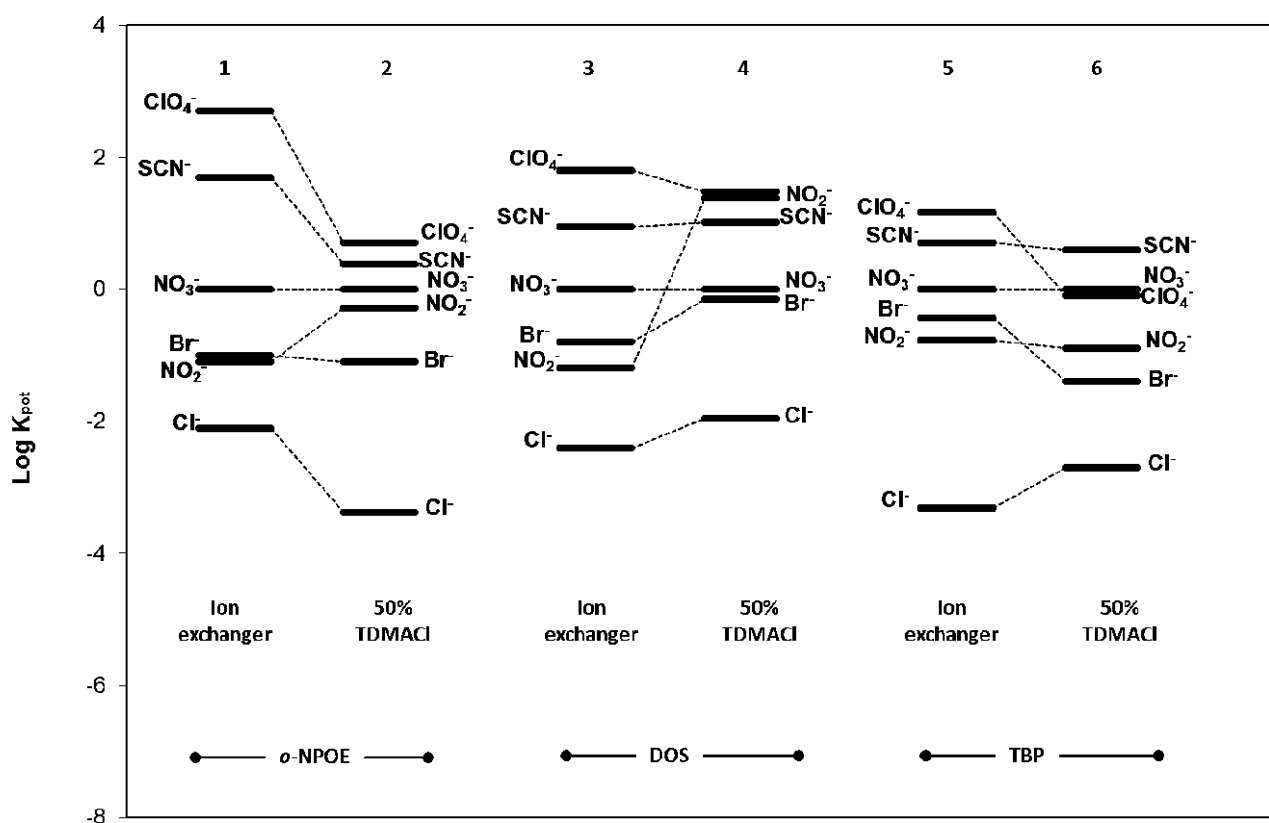 4
2
0
-2
-4
-6
-8
Log Kpot
1
ClO₄⁻
SCN⁻
NO₃⁻
Br⁻
NO₂⁻
Cl⁻
2
ClO₄⁻
SCN⁻
NO₃⁻
NO₂⁻
Br⁻
Cl⁻
3
ClO₄⁻
SCN⁻
NO₃⁻
Br⁻
NO₂⁻
Cl⁻
4
NO₂⁻
SCN⁻
NO₃⁻
Br⁻
Cl⁻
5
ClO₄⁻
SCN⁻
NO₃⁻
Br⁻
NO₂⁻
Cl⁻
6
SCN⁻
NO₃⁻
ClO₄⁻
NO₂⁻
Br⁻
Cl⁻
Ion
exchanger
50%
TDMACl
Ion
exchanger
50%
TDMACl
Ion
exchanger
50%
TDMACl
o-NPOE
DOS
TBP